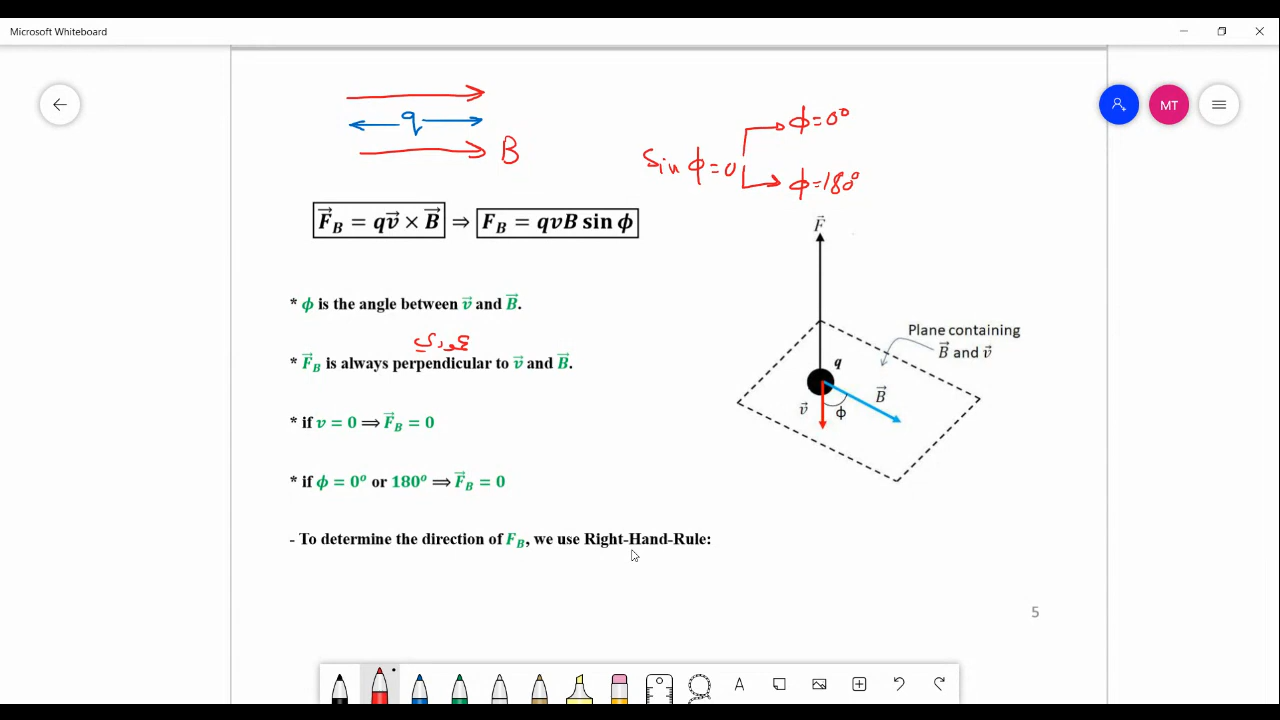 Microsoft Whiteboard
MT
q
B
sin ϕ=0
ϕ=0°
ϕ=180°
F⃗_B = qv⃗ × B⃗ ⇒ F_B = qvB sin ϕ
* ϕ is the angle between v⃗ and B⃗.
عمودي
* F⃗_B is always perpendicular to v⃗ and B⃗.
* if v = 0 ⟹ F⃗_B = 0
* if ϕ = 0° or 180° ⟹ F⃗_B = 0
- To determine the direction of F_B, we use Right-Hand-Rule:
F⃗
Plane containing
B⃗ and v⃗
q
B⃗
v⃗
ϕ
5
A